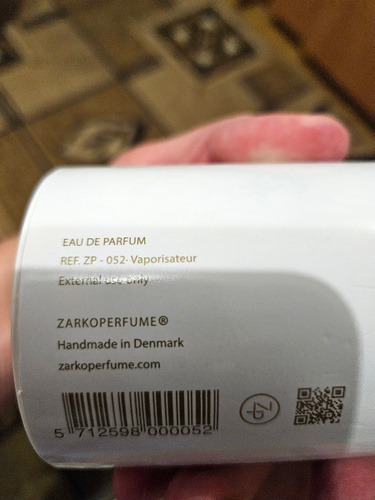 EAU DE PARFUM
REF. ZP - 052· Vaporisateur
External use only
ZARKOPERFUME®
Handmade in Denmark
zarkoperfume.com
5 712598 000052